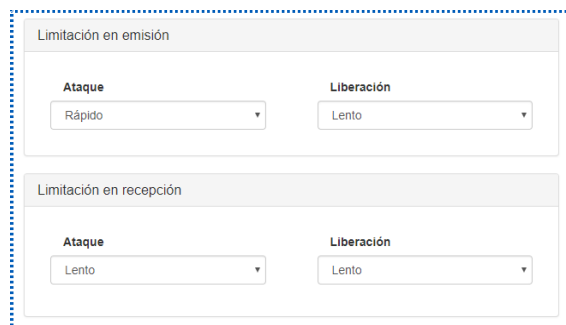 Limitación en emisión
Ataque Liberación
Rápido Lento
Limitación en recepción
Ataque Liberación
Lento Lento